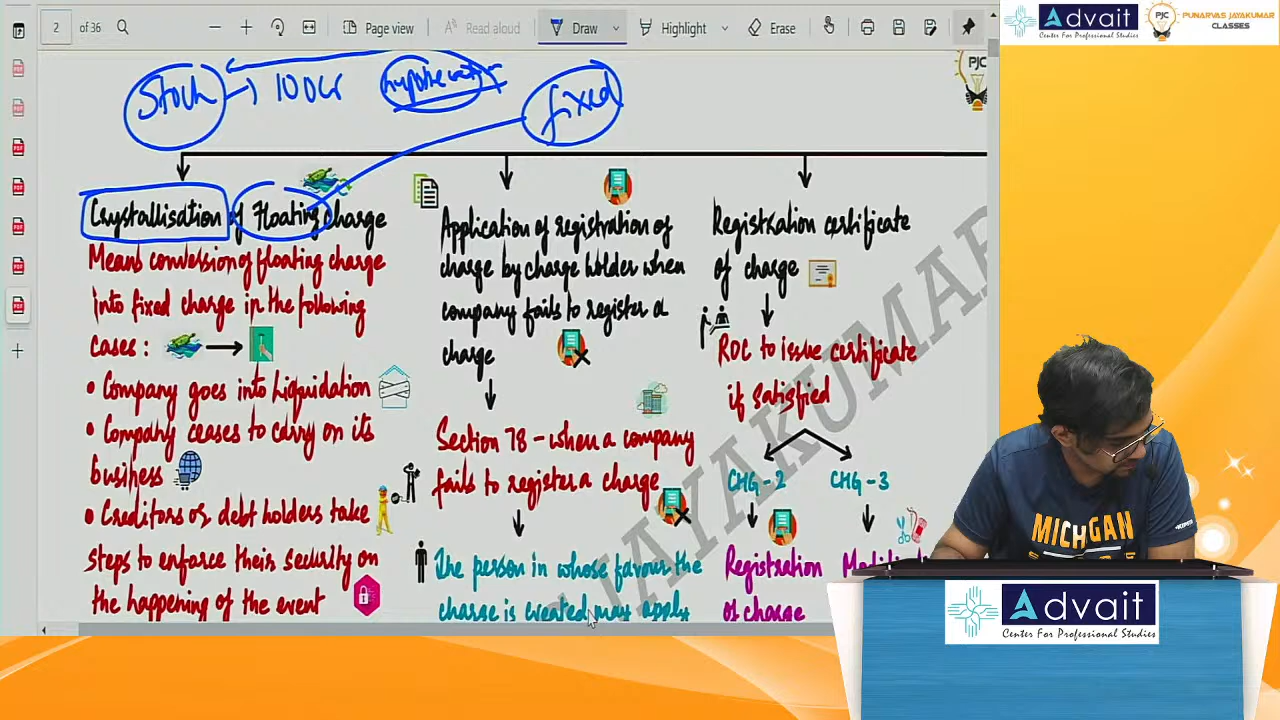 2 of 36
Page view
Read aloud
Draw
Highlight
Erase
Advait
Center For Professional Studies
PJC
PUNARVAS JAYAKUMAR
CLASSES
PJC
Stock → 100cr
fixed
Crystallisation of Floating charge
Means conversion of floating charge
into fixed charge in the following
cases :
• Company goes into liquidation
• Company ceases to carry on its
business
• Creditors or debt holders take
steps to enforce their security on
the happening of the event
Application of registration of
charge by charge holder when
company fails to register a
charge
Section 78 - when a company
fails to register a charge
The person in whose favour the
charge is created may apply
Registration certificate
of charge
ROC to issue certificate
if satisfied
CHG - 2
CHG - 3
Registration
of charge
JAYAKUMAR
MICHIGAN
Advait
Center For Professional Studies